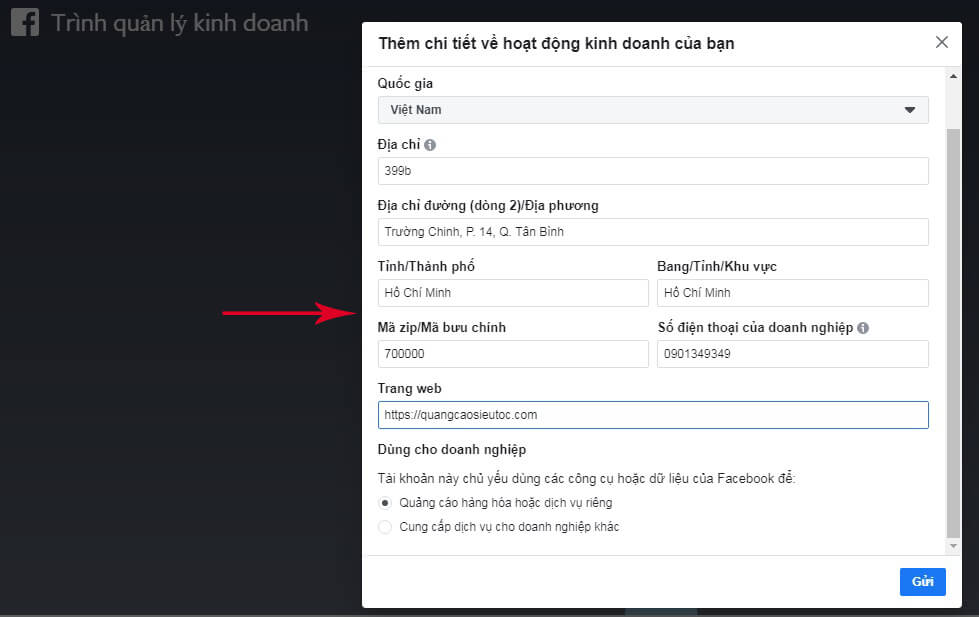 Trình quản lý kinh doanh
Thêm chi tiết về hoạt động kinh doanh của bạn
Quốc gia
Việt Nam
Địa chỉ
399b
Địa chỉ đường (dòng 2)/Địa phương
Trường Chinh, P. 14, Q. Tân Bình
Tỉnh/Thành phố
Bang/Tỉnh/Khu vực
Hồ Chí Minh
Hồ Chí Minh
Mã zip/Mã bưu chính
Số điện thoại của doanh nghiệp
700000
0901349349
Trang web
https://quangcaosieutoc.com
Dùng cho doanh nghiệp
Tài khoản này chủ yếu dùng các công cụ hoặc dữ liệu của Facebook để:
Quảng cáo hàng hóa hoặc dịch vụ riêng
Cung cấp dịch vụ cho doanh nghiệp khác
Gửi